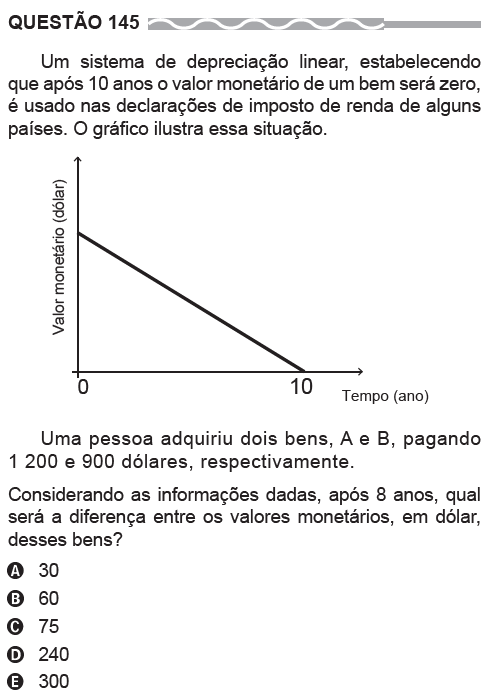 QUESTÃO 145
Um sistema de depreciação linear, estabelecendo
que após 10 anos o valor monetário de um bem será zero,
é usado nas declarações de imposto de renda de alguns
países. O gráfico ilustra essa situação.
Valor monetário (dólar)
0
10
Tempo (ano)
Uma pessoa adquiriu dois bens, A e B, pagando
1 200 e 900 dólares, respectivamente.
Considerando as informações dadas, após 8 anos, qual
será a diferença entre os valores monetários, em dólar,
desses bens?
A 30
B 60
C 75
D 240
E 300